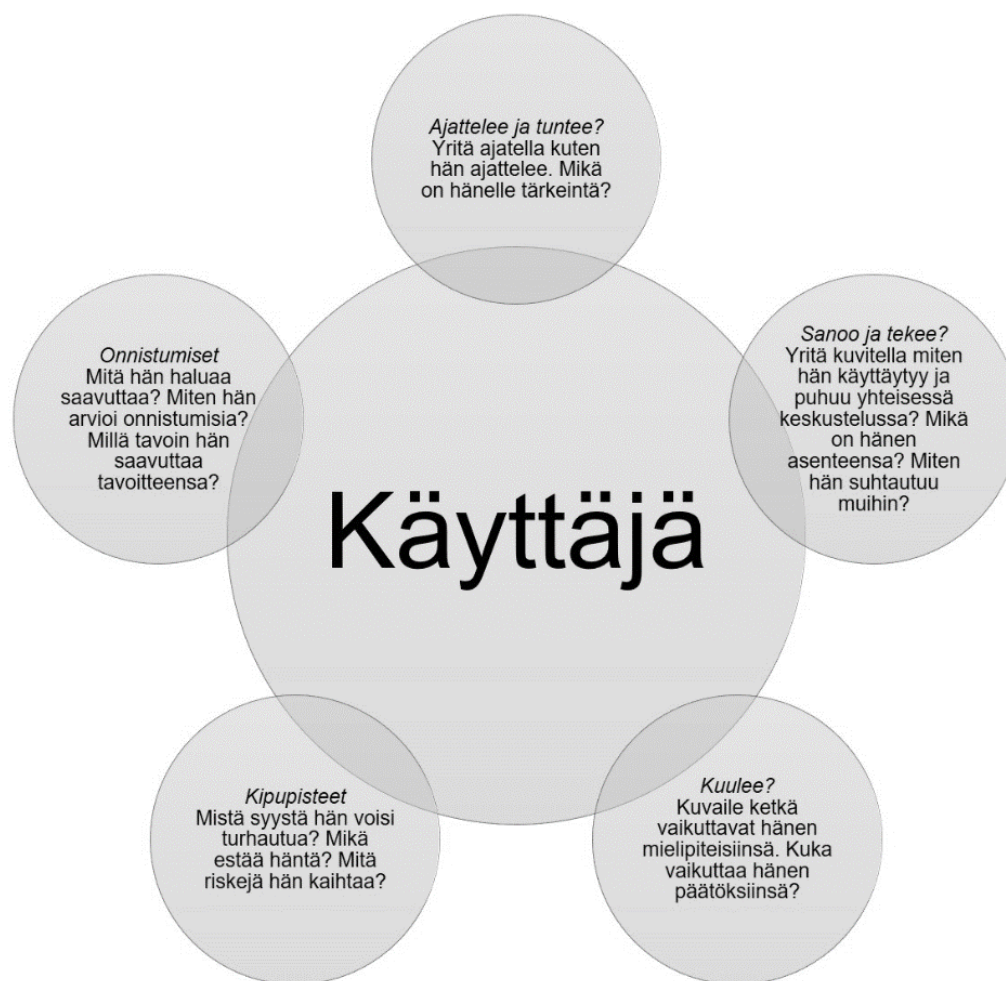 Ajattelee ja tuntee?
Yritä ajatella kuten
hän ajattelee. Mikä
on hänelle tärkeintä?
Onnistumiset
Mitä hän haluaa
saavuttaa? Miten hän
arvioi onnistumisia?
Millä tavoin hän
saavuttaa
tavoitteensa?
Sanoo ja tekee?
Yritä kuvitella miten
hän käyttäytyy ja
puhuu yhteisessä
keskustelussa? Mikä
on hänen
asenteensa? Miten
hän suhtautuu
muihin?
Käyttäjä
Kipupisteet
Mistä syystä hän voisi
turhautua? Mikä
estää häntä? Mitä
riskejä hän kaihtaa?
Kuulee?
Kuvaile ketkä
vaikuttavat hänen
mielipiteisiinsä. Kuka
vaikuttaa hänen
päätöksiinsä?